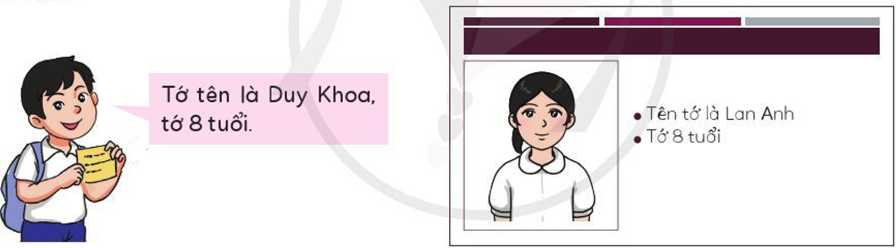 Tớ tên là Duy Khoa,
tớ 8 tuổi.
Tên tớ là Lan Anh
Tớ 8 tuổi